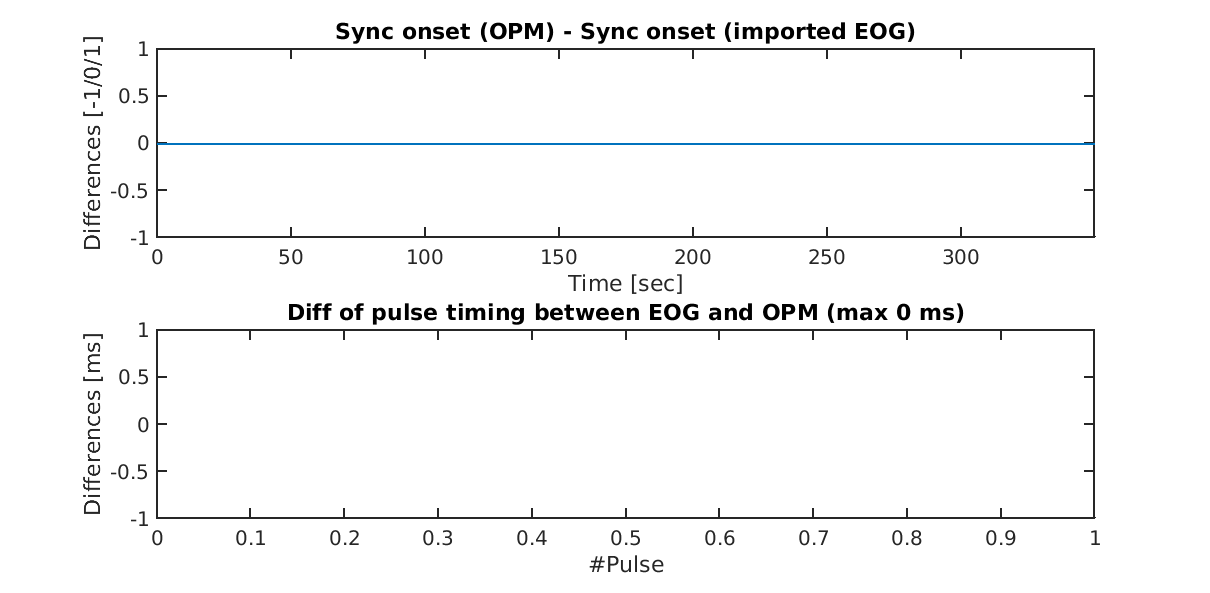 Sync onset (OPM) - Sync onset (imported EOG)
Differences [-1/0/1]
1
0.5
0
-0.5
-1
0 50 100 150 200 250 300
Time [sec]
Diff of pulse timing between EOG and OPM (max 0 ms)
Differences [ms]
1
0.5
0
-0.5
-1
0 0.1 0.2 0.3 0.4 0.5 0.6 0.7 0.8 0.9 1
#Pulse